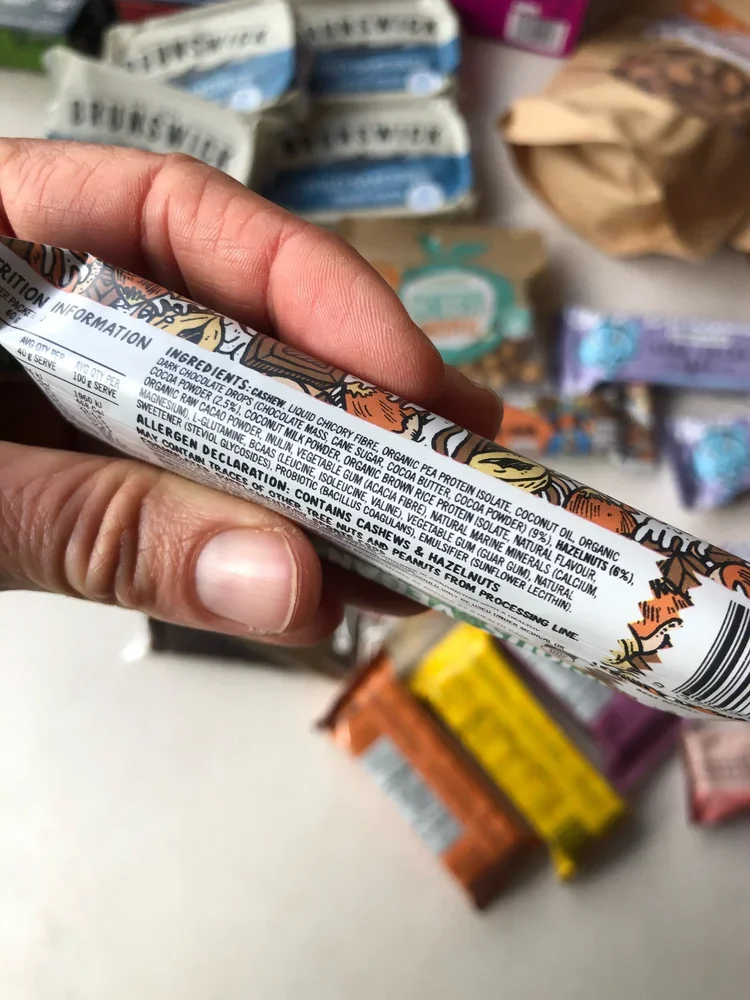 BRUNSWICK
BRUNSWICK
BRUNSWICK
BRUNSWICK
NUTRITION INFORMATION
40g
AVG QTY PER
40 g SERVE
AVG QTY PER
100 g SERVE
1960 kJ
INGREDIENTS: CASHEW, LIQUID CHICORY FIBRE, ORGANIC PEA PROTEIN ISOLATE, COCONUT OIL, ORGANIC
DARK CHOCOLATE DROPS (CHOCOLATE MASS, CANE SUGAR, COCOA BUTTER, COCOA POWDER) (9%), HAZELNUTS (6%),
COCOA POWDER (2.5%), COCONUT MILK POWDER, ORGANIC BROWN RICE PROTEIN ISOLATE, NATURAL FLAVOUR,
ORGANIC RAW CACAO POWDER, INULIN, VEGETABLE GUM (ACACIA FIBRE), NATURAL MARINE MINERALS (CALCIUM,
MAGNESIUM), L-GLUTAMINE, BCAAS (LEUCINE, ISOLEUCINE, VALINE), VEGETABLE GUM (GUAR GUM), NATURAL
SWEETENER (STEVIOL GLYCOSIDES), PROBIOTIC (BACILLUS COAGULANS), EMULSIFIER (SUNFLOWER LECITHIN).
ALLERGEN DECLARATION: CONTAINS CASHEWS & HAZELNUTS
MAY CONTAIN TRACES OF OTHER TREE NUTS AND PEANUTS FROM PROCESSING LINE.